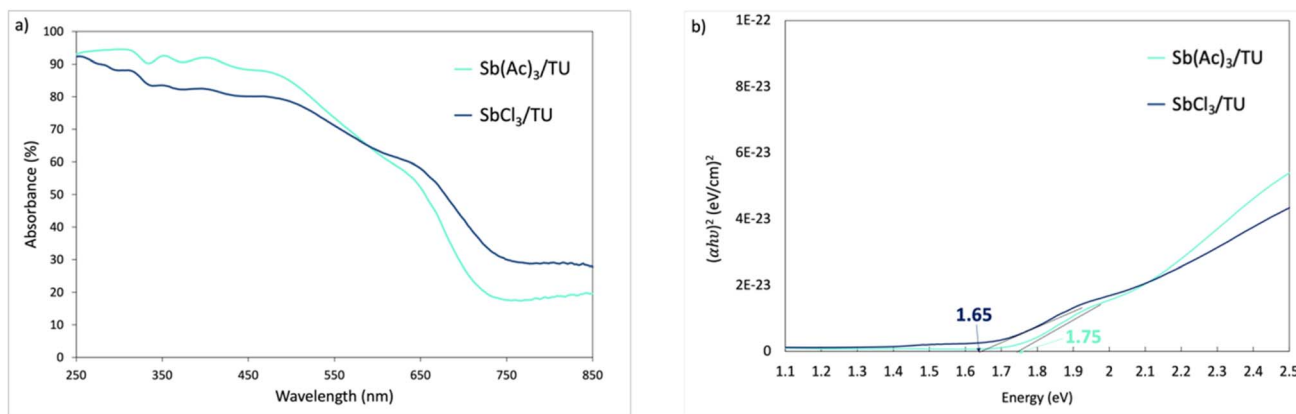 a)
Absorbance (%)
100
90
80
70
60
50
40
30
20
10
0
Sb(Ac)₃/TU
SbCl₃/TU
250 350 450 550 650 750 850
Wavelength (nm)
b)
(αhυ)² (eV/cm)²
1E-22
8E-23
6E-23
4E-23
2E-23
0
Sb(Ac)₃/TU
SbCl₃/TU
1.65
1.75
1.1 1.2 1.3 1.4 1.5 1.6 1.7 1.8 1.9 2 2.1 2.2 2.3 2.4 2.5
Energy (eV)